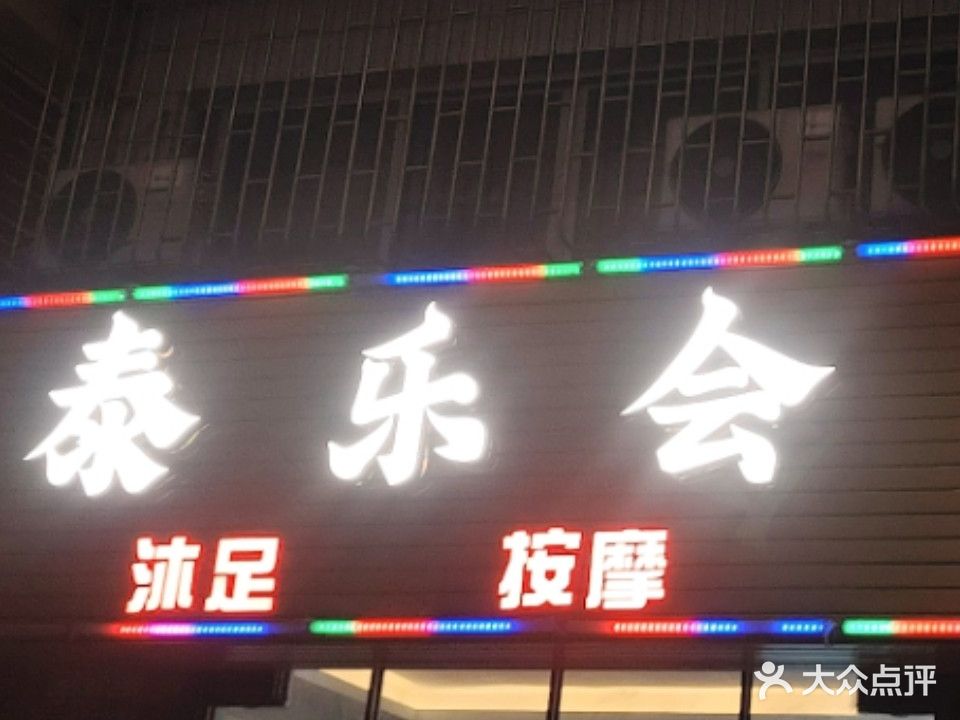 泰乐会
沐足 按摩
大众点评